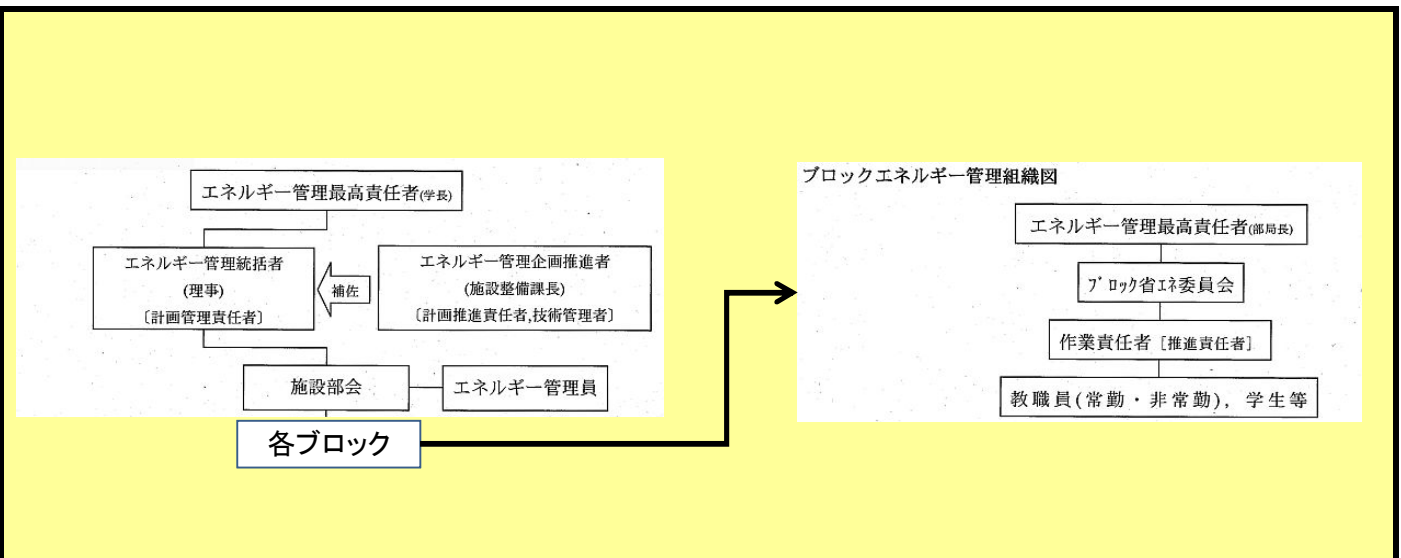 エネルギー管理最高責任者(学長)
エネルギー管理統括者
(理事)
〔計画管理責任者〕
補佐
エネルギー管理企画推進者
(施設整備課長)
〔計画推進責任者,技術管理者〕
施設部会
エネルギー管理員
各ブロック
ブロックエネルギー管理組織図
エネルギー管理最高責任者(部局長)
ﾌﾞﾛｯｸ省ｴﾈ委員会
作業責任者［推進責任者］
教職員(常勤・非常勤)，学生等